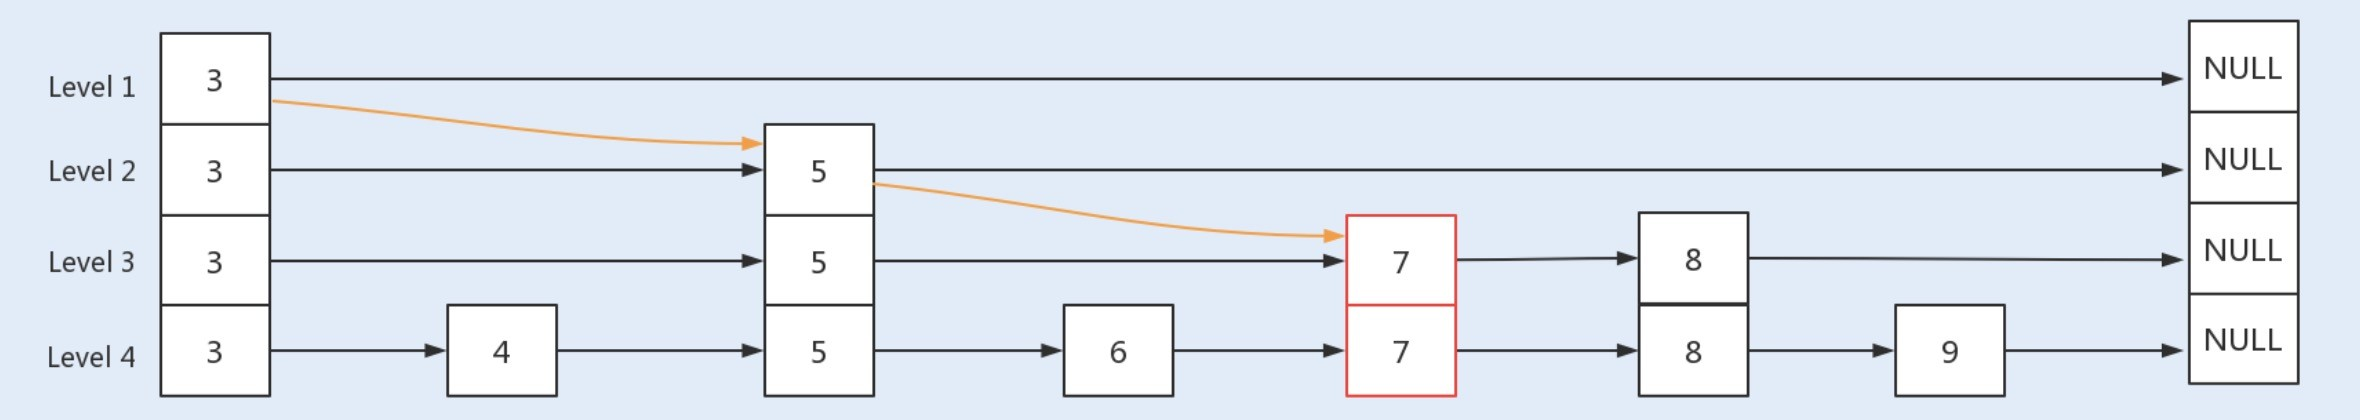 Level 1 3 NULL
Level 2 3 5 NULL
Level 3 3 5 7 8 NULL
Level 4 3 4 5 6 7 8 9 NULL